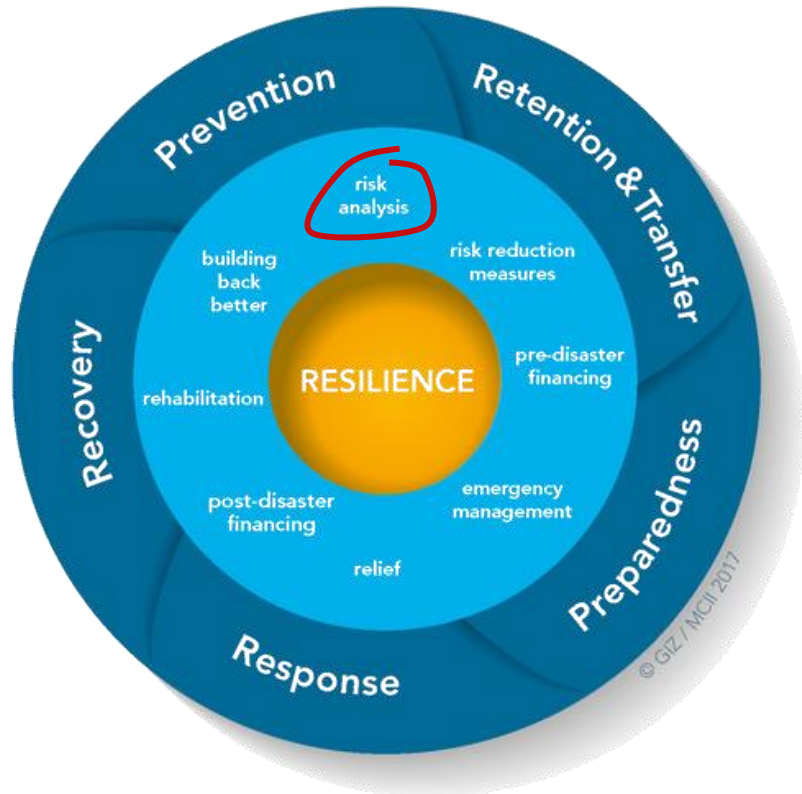 Prevention
Retention & Transfer
Preparedness
Response
Recovery
risk
analysis
risk reduction
measures
pre-disaster
financing
emergency
management
relief
post-disaster
financing
rehabilitation
building
back
better
RESILIENCE
© GIZ / MCII 2017